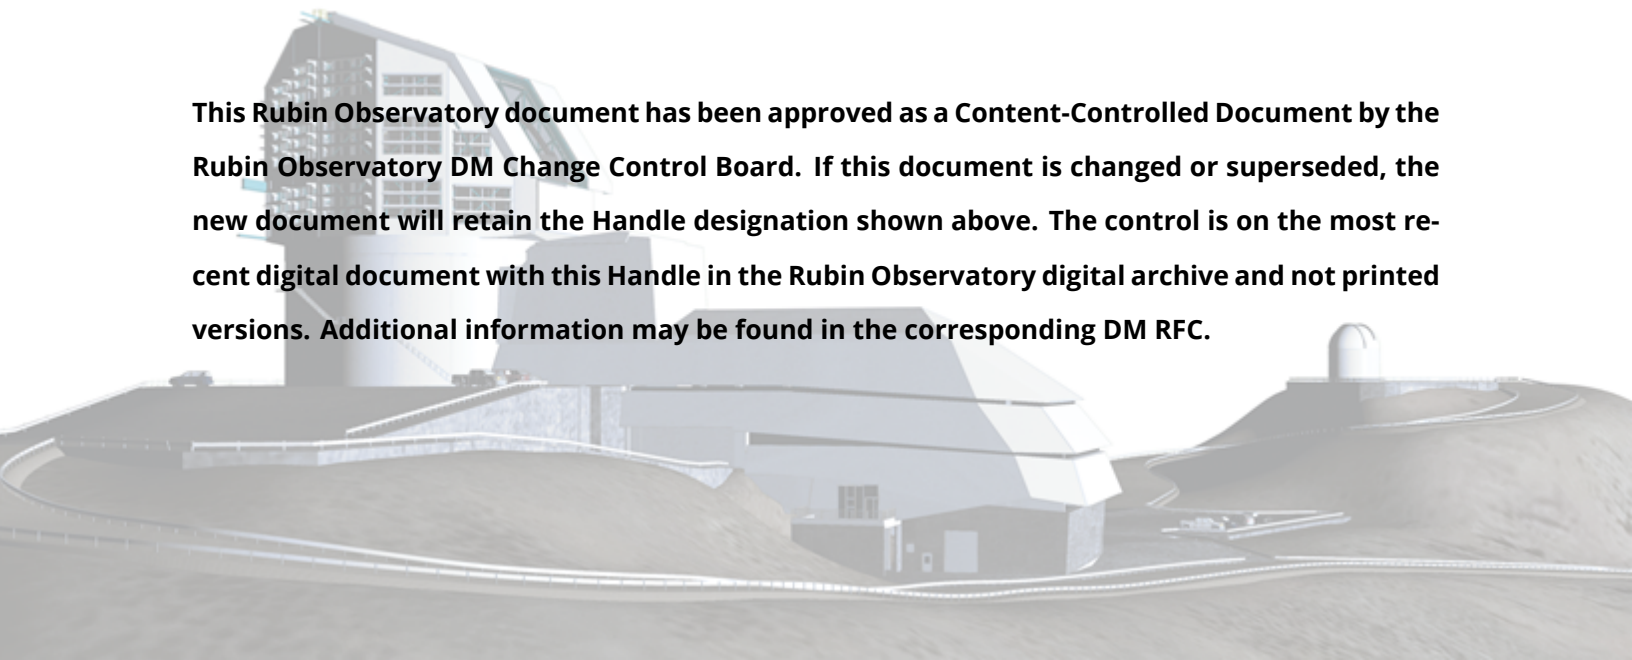 This Rubin Observatory document has been approved as a Content-Controlled Document by the
Rubin Observatory DM Change Control Board. If this document is changed or superseded, the
new document will retain the Handle designation shown above. The control is on the most re-
cent digital document with this Handle in the Rubin Observatory digital archive and not printed
versions. Additional information may be found in the corresponding DM RFC.